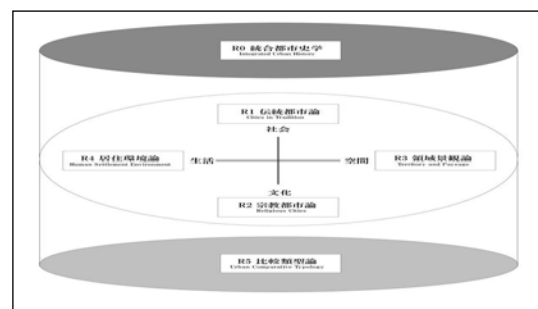 R0 統合都市史学
Integrated Urban History
R1 伝統都市論
Cities in Tradition
社会
R4 居住環境論
Human Settlement Environment
生活
空間
R3 領域景観論
Territory and Paysage
文化
R2 宗教都市論
Religious Cities
R5 比較類型論
Urban Comparative Typology